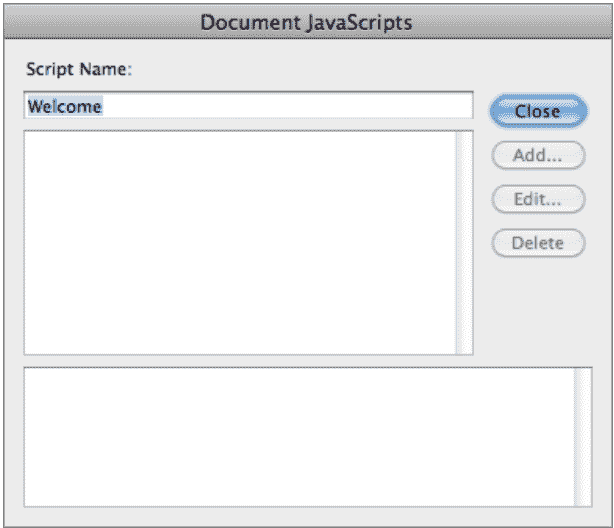 Document JavaScripts
Script Name:
Welcome
Close
Add...
Edit...
Delete